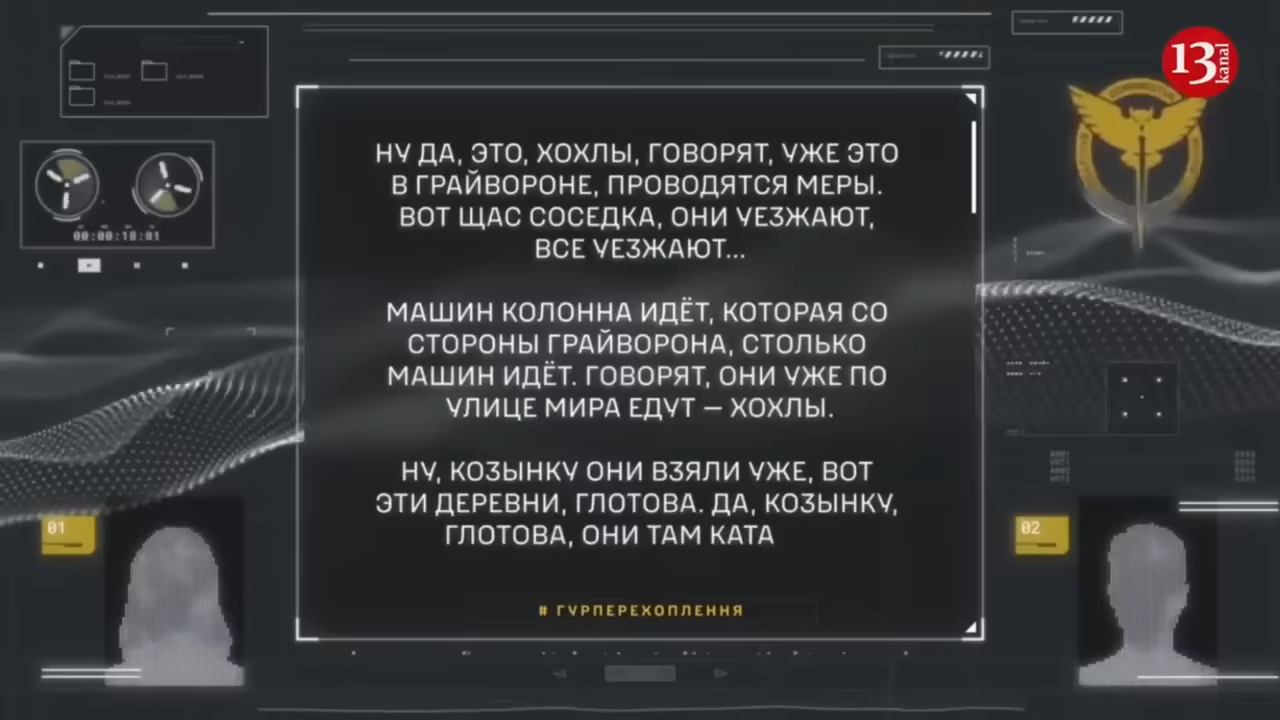 13 kanal
НУ ДА, ЭТО, ХОХЛЫ, ГОВОРЯТ, УЖЕ ЭТО
В ГРАЙВОРОНЕ, ПРОВОДЯТСЯ МЕРЫ.
ВОТ ЩАС СОСЕДКА, ОНИ УЕЗЖАЮТ,
ВСЕ УЕЗЖАЮТ...
МАШИН КОЛОННА ИДЁТ, КОТОРАЯ СО
СТОРОНЫ ГРАЙВОРОНА, СТОЛЬКО
МАШИН ИДЁТ. ГОВОРЯТ, ОНИ УЖЕ ПО
УЛИЦЕ МИРА ЕДУТ — ХОХЛЫ.
НУ, КОЗЫНКУ ОНИ ВЗЯЛИ УЖЕ, ВОТ
ЭТИ ДЕРЕВНИ, ГЛОТОВА. ДА, КОЗЫНКУ,
ГЛОТОВА, ОНИ ТАМ КАТА
# ГУРПЕРЕХОПЛЕННЯ
00:00:18:01
01
02